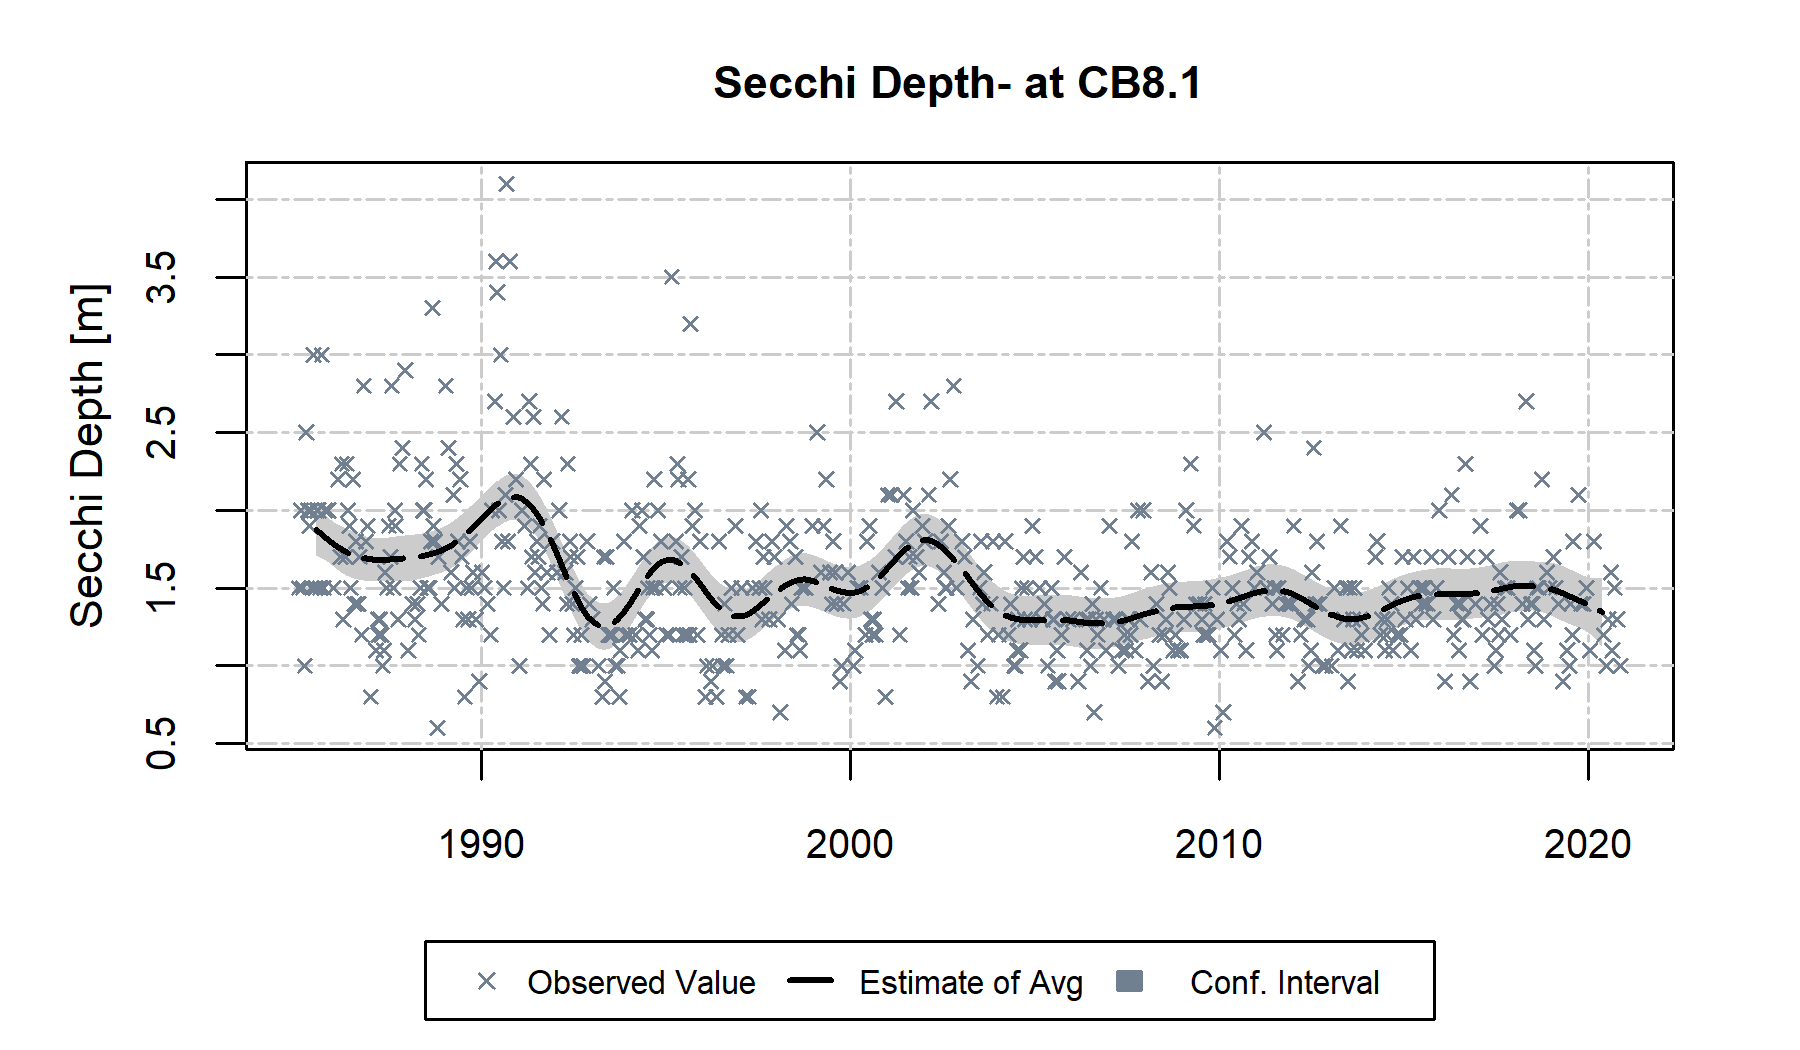 Secchi Depth- at CB8.1
Secchi Depth [m]
3.5
2.5
1.5
0.5
1990 2000 2010 2020
Observed Value Estimate of Avg Conf. Interval